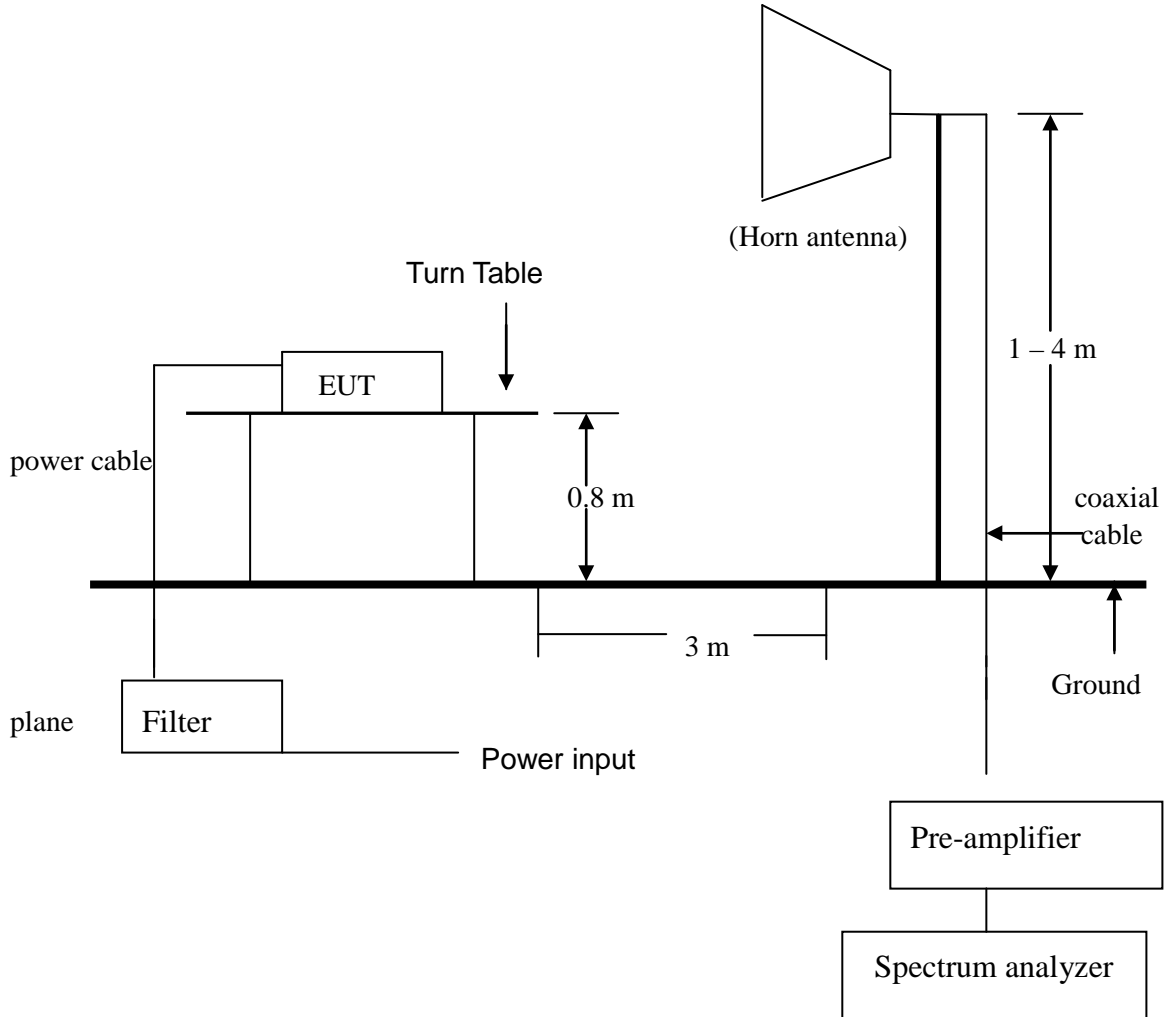 (Horn antenna)
Turn Table
1 – 4 m
EUT
power cable
0.8 m
coaxial
cable
3 m
Ground
plane
Filter
Power input
Pre-amplifier
Spectrum analyzer